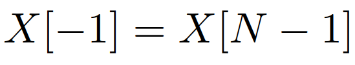 X[−1] = X[N − 1]